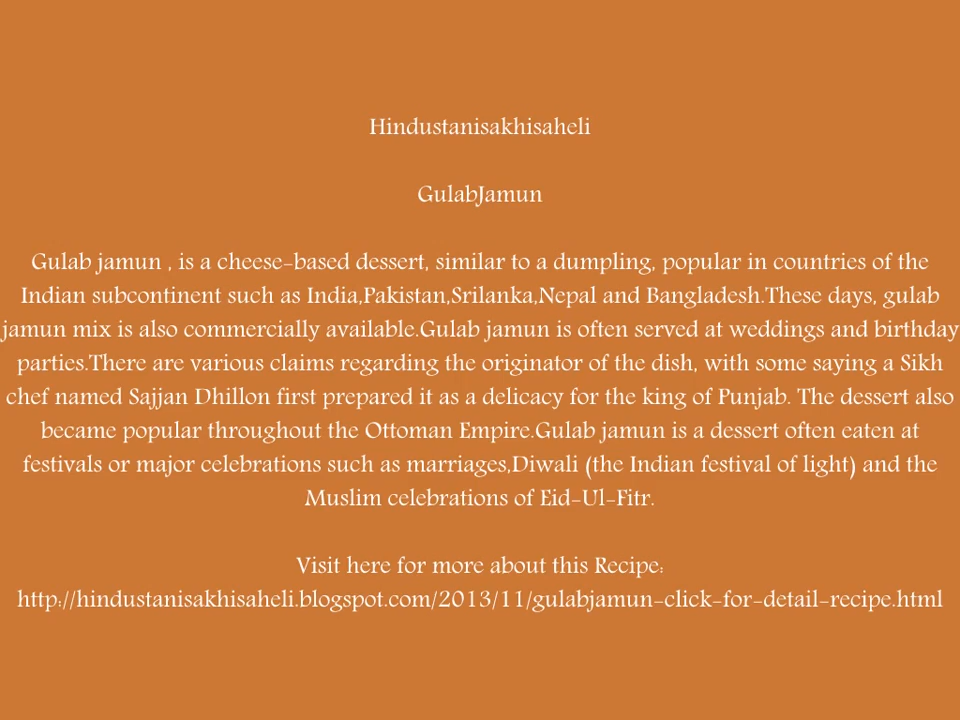 Hindustanisakhisaheli
GulabJamun
Gulab jamun , is a cheese-based dessert, similar to a dumpling, popular in countries of the
Indian subcontinent such as India,Pakistan,Srilanka,Nepal and Bangladesh.These days, gulab
jamun mix is also commercially available.Gulab jamun is often served at weddings and birthday
parties.There are various claims regarding the originator of the dish, with some saying a Sikh
chef named Sajjan Dhillon first prepared it as a delicacy for the king of Punjab. The dessert also
became popular throughout the Ottoman Empire.Gulab jamun is a dessert often eaten at
festivals or major celebrations such as marriages,Diwali (the Indian festival of light) and the
Muslim celebrations of Eid-Ul-Fitr.
Visit here for more about this Recipe:
http://hindustanisakhisaheli.blogspot.com/2013/11/gulabjamun-click-for-detail-recipe.html